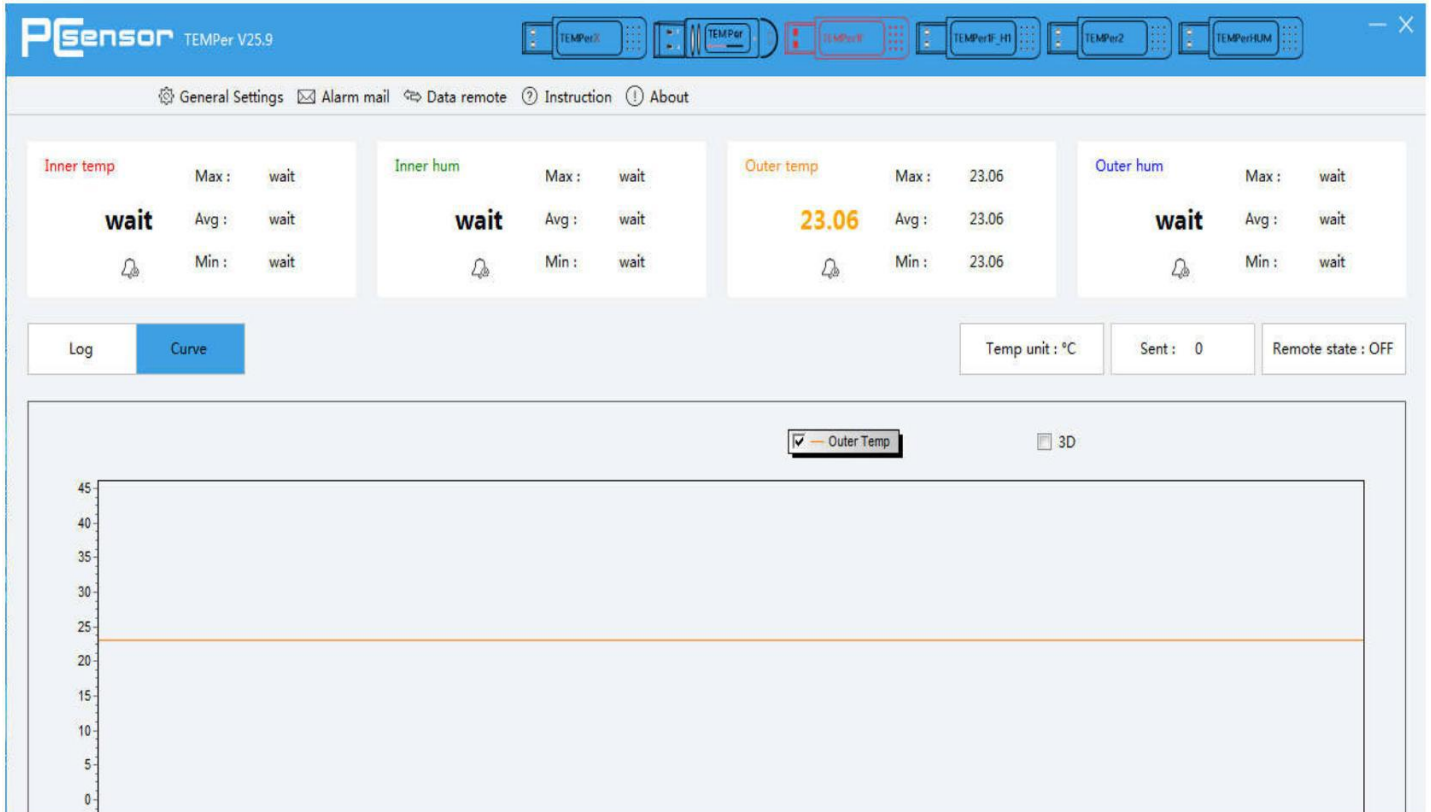 PCsensor TEMPer V25.9
TEMPerX TEMPer TEMPer1F_H1 TEMPer2 TEMPerHUM
General Settings Alarm mail Data remote Instruction About
Inner temp
Max : wait
wait Avg : wait
Min : wait
Inner hum
Max : wait
wait Avg : wait
Min : wait
Outer temp
Max : 23.06
23.06 Avg : 23.06
Min : 23.06
Outer hum
Max : wait
wait Avg : wait
Min : wait
Log Curve Temp unit : °C Sent : 0 Remote state : OFF
Outer Temp 3D
45
40
35
30
25
20
15
10
5
0